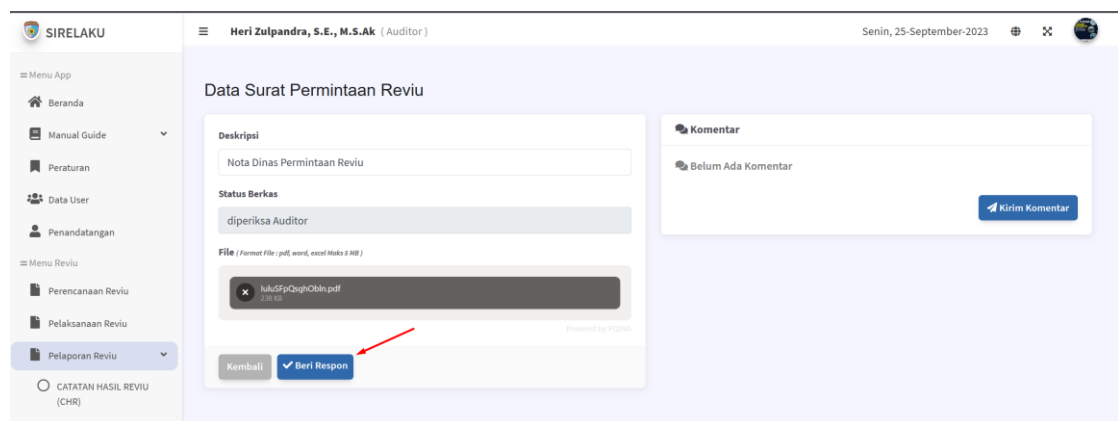 SIRELAKU
Heri Zulpandra, S.E., M.S.Ak ( Auditor )
Senin, 25-September-2023
Menu App
Beranda
Manual Guide
Peraturan
Data User
Penandatangan
Menu Reviu
Perencanaan Reviu
Pelaksanaan Reviu
Pelaporan Reviu
CATATAN HASIL REVIU
(CHR)
Data Surat Permintaan Reviu
Deskripsi
Nota Dinas Permintaan Reviu
Status Berkas
diperiksa Auditor
File ( Format File : pdf, word, excel Maks 5 MB )
238 KB
Powered by PQINA
Kembali
Beri Respon
Komentar
Belum Ada Komentar
Kirim Komentar